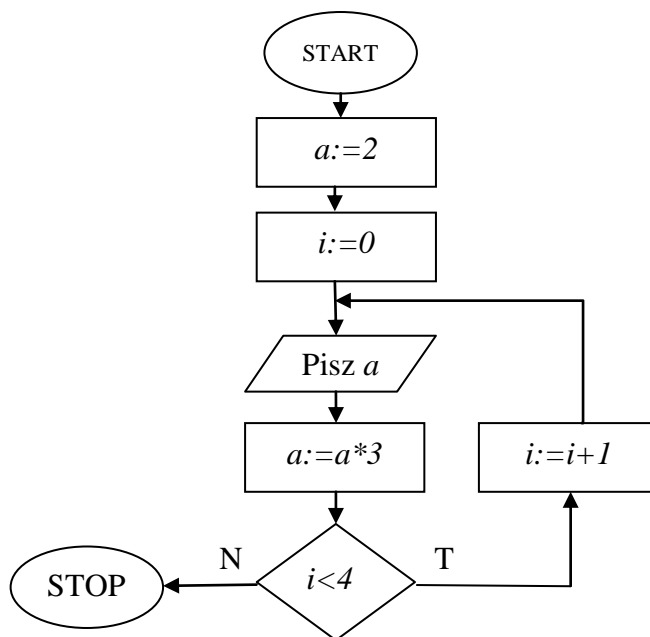 START
a:=2
i:=0
Pisz a
a:=a*3
i:=i+1
N
T
i<4
STOP